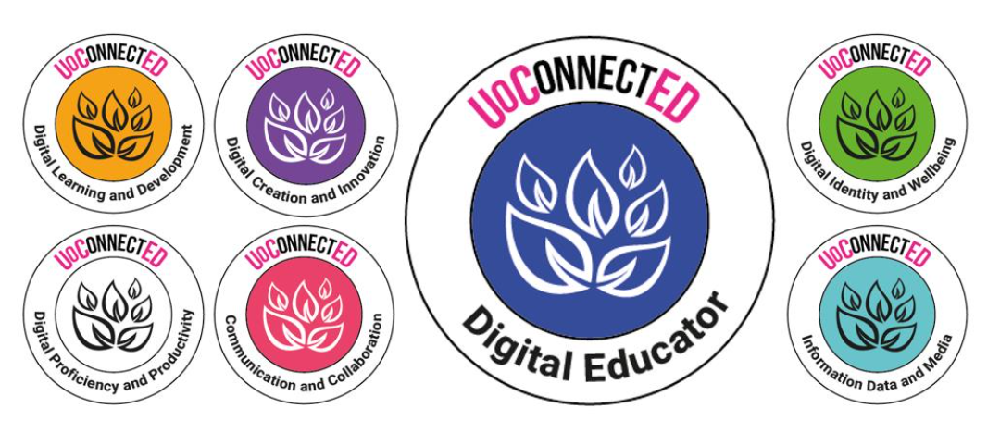 UoCONNECTED
Digital Learning and Development
UoCONNECTED
Digital Creation and Innovation
UoCONNECTED
Digital Educator
UoCONNECTED
Digital Identity and Wellbeing
UoCONNECTED
Digital Proficiency and Productivity
UoCONNECTED
Communication and Collaboration
UoCONNECTED
Information Data and Media